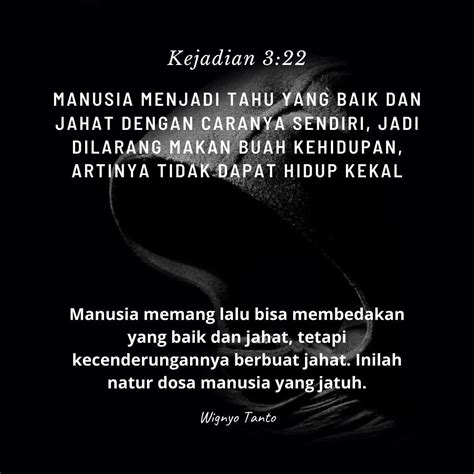 Kejadian 3:22
MANUSIA MENJADI TAHU YANG BAIK DAN
JAHAT DENGAN CARANYA SENDIRI, JADI
DILARANG MAKAN BUAH KEHIDUPAN,
ARTINYA TIDAK DAPAT HIDUP KEKAL
Manusia memang lalu bisa membedakan
yang baik dan jahat, tetapi
kecenderungannya berbuat jahat. Inilah
natur dosa manusia yang jatuh.
Wignyo Tanto